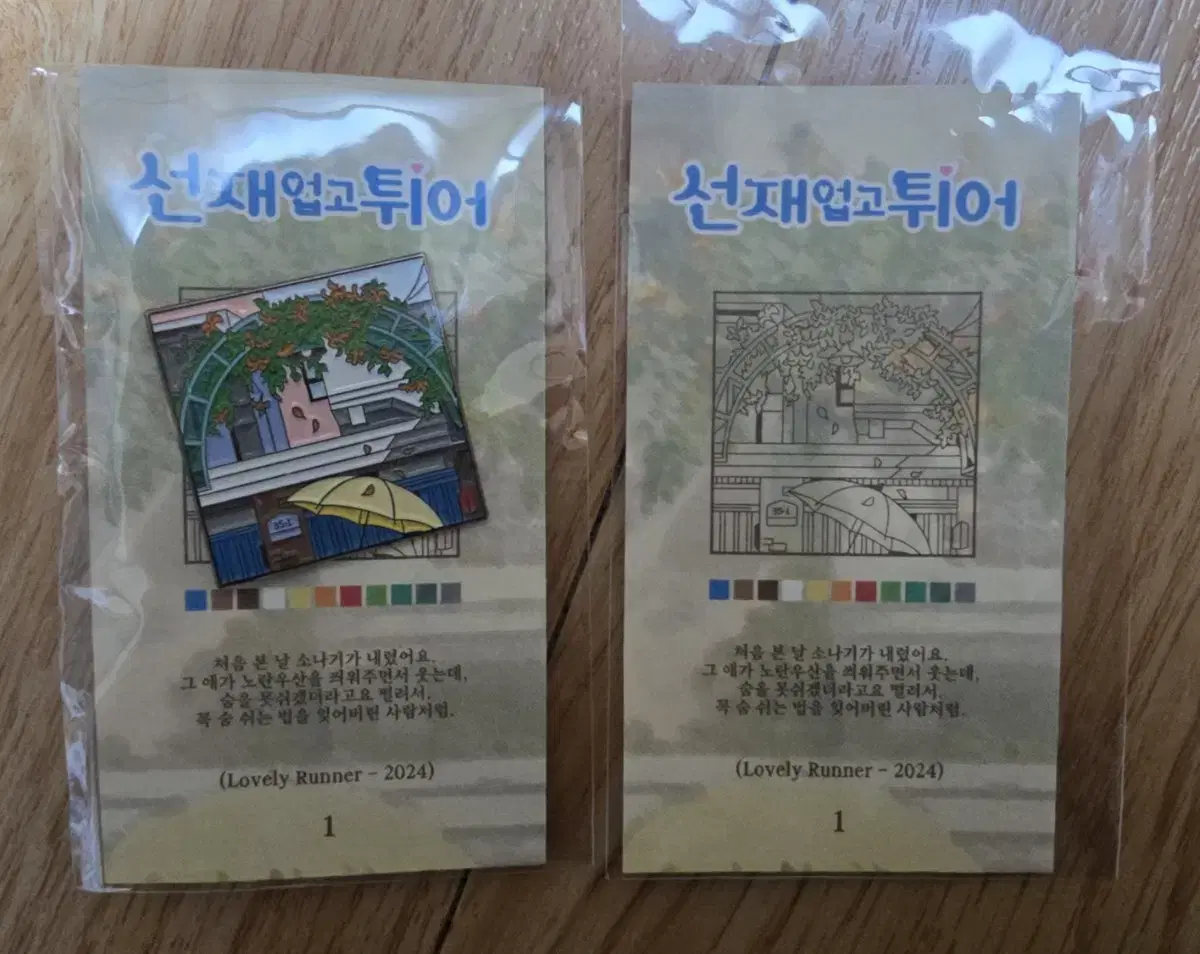 선재업고튀어
35-1
처음 본 날 소나기가 내렸어요.
그 애가 노란우산을 씌워주면서 웃는데,
숨을 못쉬겠더라고요 떨려서.
꼭 숨 쉬는 법을 잊어버린 사람처럼.
(Lovely Runner - 2024)
1
선재업고튀어
35-1
처음 본 날 소나기가 내렸어요.
그 애가 노란우산을 씌워주면서 웃는데,
숨을 못쉬겠더라고요 떨려서.
꼭 숨 쉬는 법을 잊어버린 사람처럼.
(Lovely Runner - 2024)
1